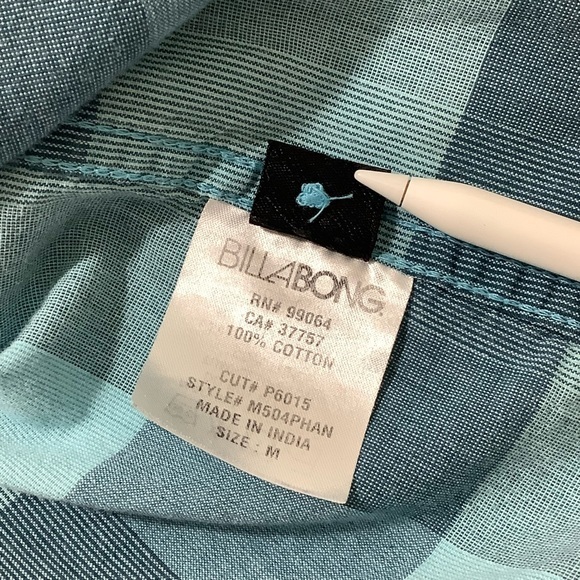 BILLABONG
RN# 99064
CA# 37757
100% COTTON
CUT# P6015
STYLE# M504PHAN
MADE IN INDIA
SIZE : M